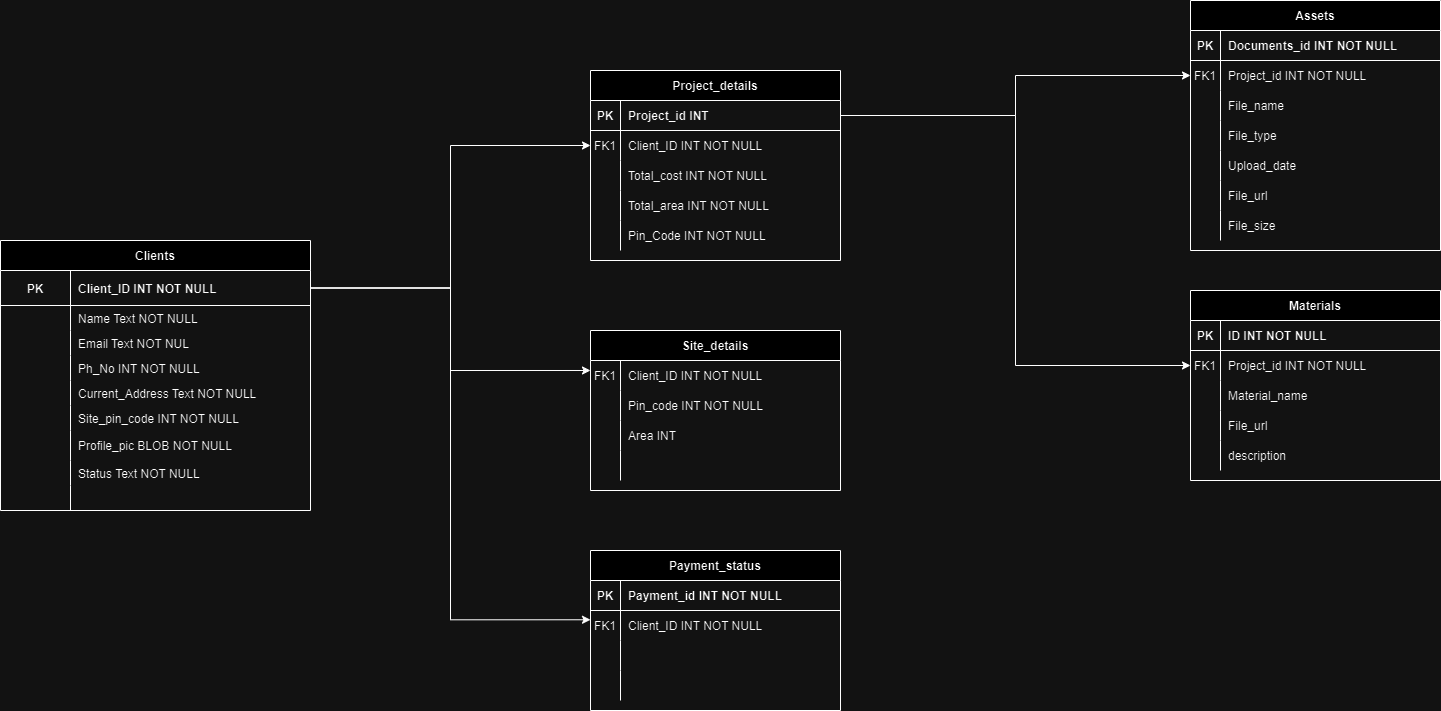 Clients
PK Client_ID INT NOT NULL
Name Text NOT NULL
Email Text NOT NUL
Ph_No INT NOT NULL
Current_Address Text NOT NULL
Site_pin_code INT NOT NULL
Profile_pic BLOB NOT NULL
Status Text NOT NULL
Project_details
PK Project_id INT
FK1 Client_ID INT NOT NULL
Total_cost INT NOT NULL
Total_area INT NOT NULL
Pin_Code INT NOT NULL
Site_details
FK1 Client_ID INT NOT NULL
Pin_code INT NOT NULL
Area INT
Payment_status
PK Payment_id INT NOT NULL
FK1 Client_ID INT NOT NULL
Assets
PK Documents_id INT NOT NULL
FK1 Project_id INT NOT NULL
File_name
File_type
Upload_date
File_url
File_size
Materials
PK ID INT NOT NULL
FK1 Project_id INT NOT NULL
Material_name
File_url
description